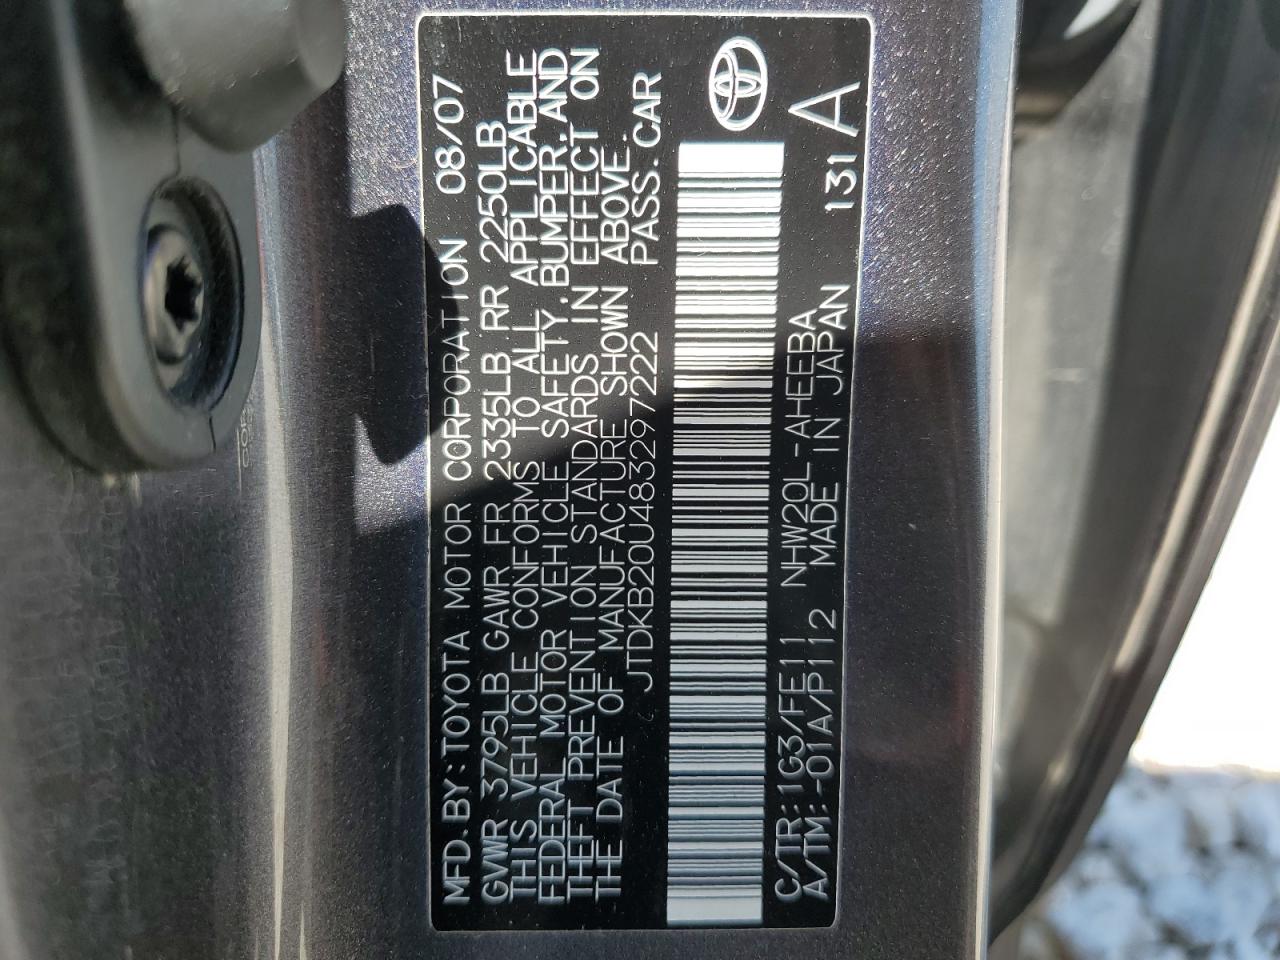 MFD.BY:TOYOTA MOTOR CORPORATION 08/07
GVWR 3795LB GAWR FR 2335LB RR 2250LB
THIS VEHICLE CONFORMS TO ALL APPLICABLE
FEDERAL MOTOR VEHICLE SAFETY,BUMPER,AND
THEFT PREVENTION STANDARDS IN EFFECT ON
THE DATE OF MANUFACTURE SHOWN ABOVE.
JTDKB20U483297222 PASS.CAR
C/TR:1G3/FE11 NHW20L-AHEEBA 131
A/TM:-01A/P112 MADE IN JAPAN A